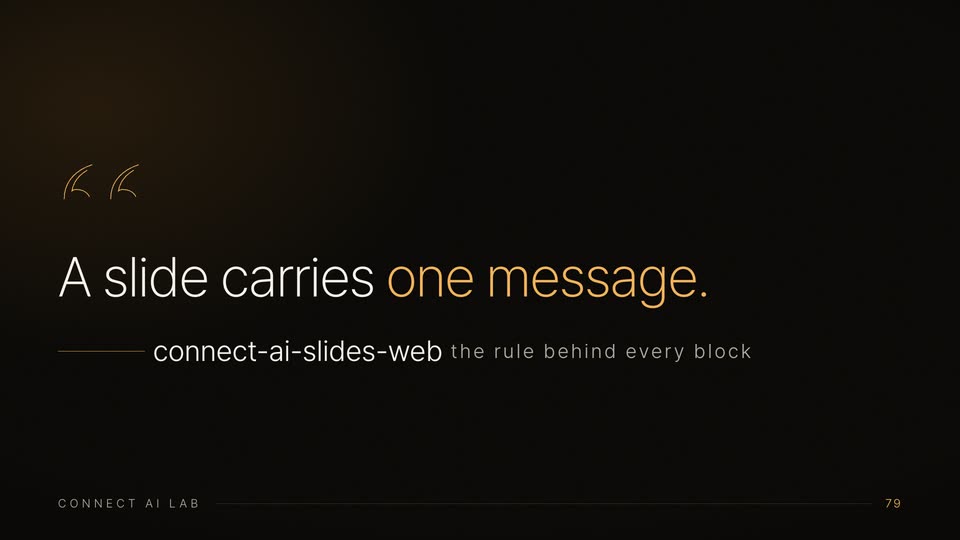 ““
A slide carries one message.
connect-ai-slides-web the rule behind every block
CONNECT AI LAB
79